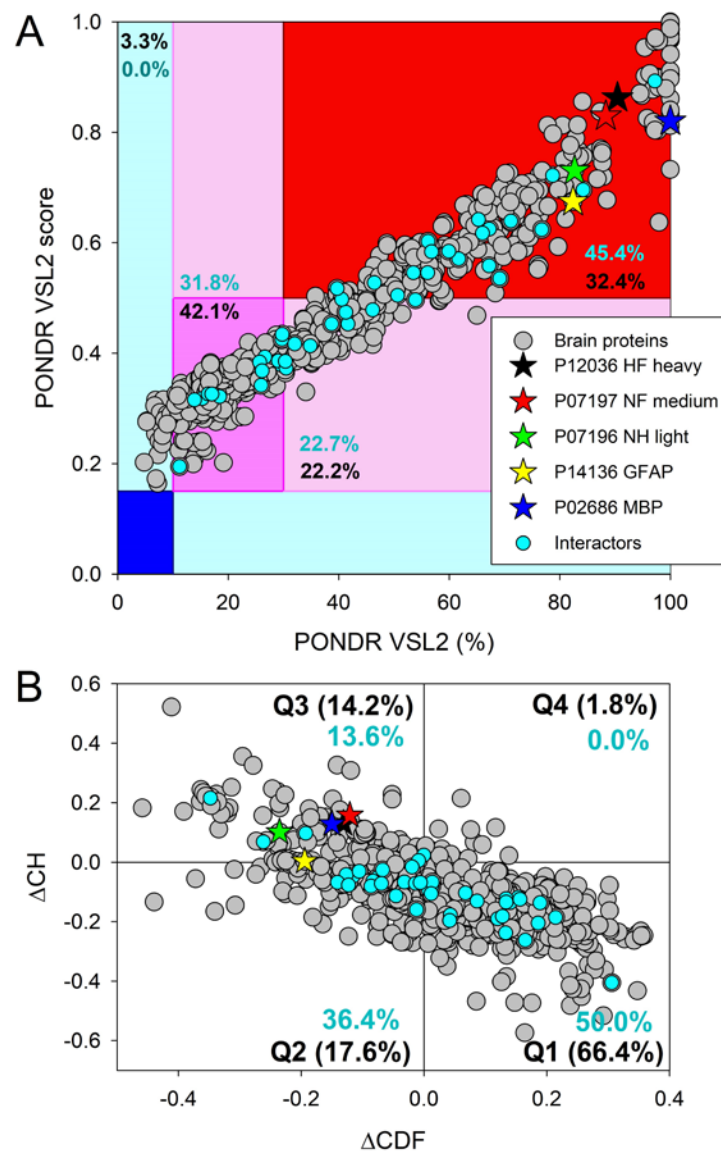 A
1.0
0.8
0.6
0.4
0.2
0.0
PONDR VSL2 score
3.3%
0.0%
31.8%
42.1%
45.4%
32.4%
22.7%
22.2%
Brain proteins
P12036 HF heavy
P07197 NF medium
P07196 NH light
P14136 GFAP
P02686 MBP
Interactors
0 20 40 60 80 100
PONDR VSL2 (%)
B
0.6
0.4
0.2
0.0
-0.2
-0.4
-0.6
ΔCH
Q3 (14.2%)
13.6%
Q4 (1.8%)
0.0%
36.4%
Q2 (17.6%)
50.0%
Q1 (66.4%)
-0.4 -0.2 0.0 0.2 0.4
ΔCDF